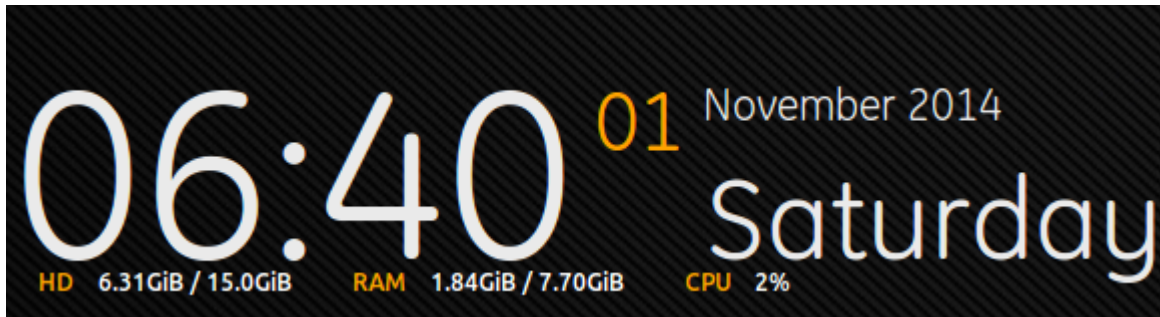 06:40 01 November 2014
Saturday
HD 6.31GiB / 15.0GiB RAM 1.84GiB / 7.70GiB CPU 2%